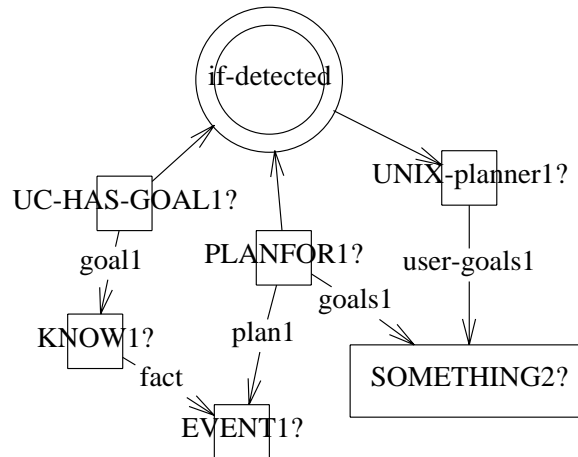 if-detected
UNIX-planner1?
UC-HAS-GOAL1?
PLANFOR1?
goal1
user-goals1
goals1
KNOW1?
plan1
fact
SOMETHING2?
EVENT1?